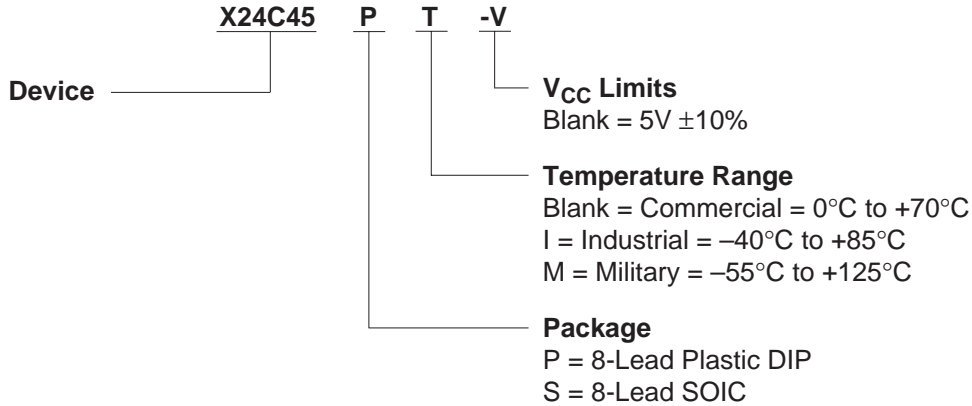 X24C45 P T -V
Device
VCC Limits
Blank = 5V ±10%
Temperature Range
Blank = Commercial = 0°C to +70°C
I = Industrial = –40°C to +85°C
M = Military = –55°C to +125°C
Package
P = 8-Lead Plastic DIP
S = 8-Lead SOIC